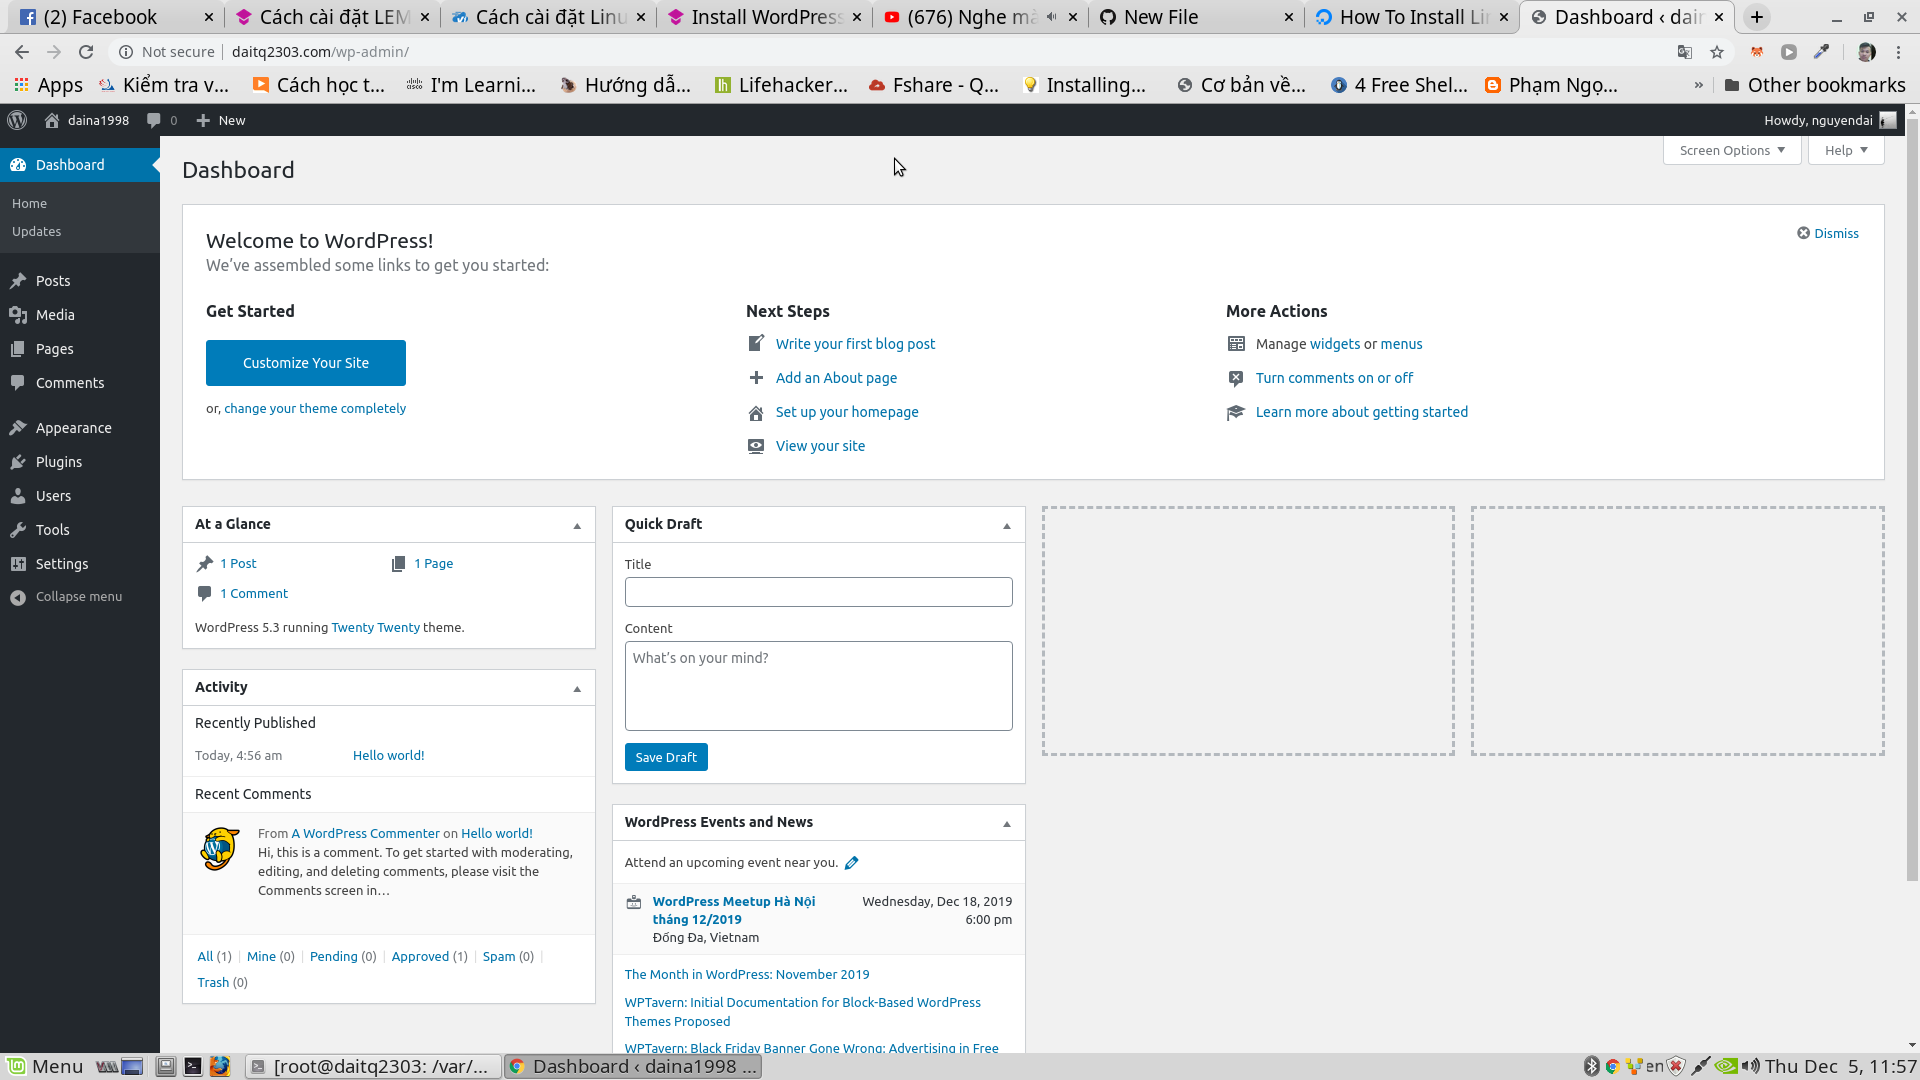 (2) Facebook
Cách cài đặt LEM
Cách cài đặt Linu
Install WordPress
(676) Nghe mà
New File
How To Install Li
Dashboard ‹ dain
Not secure
daitq2303.com/wp-admin/
Apps
Kiểm tra v...
Cách học t...
I'm Learni...
Hướng dẫ...
Lifehacker...
Fshare - Q...
Installing...
Cơ bản về...
4 Free Shel...
Phạm Ngọ...
»
Other bookmarks
daina1998
0
New
Howdy, nguyendai
Dashboard
Home
Updates
Posts
Media
Pages
Comments
Appearance
Plugins
Users
Tools
Settings
Collapse menu
Dashboard
Screen Options
Help
Welcome to WordPress!
We’ve assembled some links to get you started:
Dismiss
Get Started
Customize Your Site
or, change your theme completely
Next Steps
Write your first blog post
Add an About page
Set up your homepage
View your site
More Actions
Manage widgets or menus
Turn comments on or off
Learn more about getting started
At a Glance
1 Post
1 Page
1 Comment
WordPress 5.3 running Twenty Twenty theme.
Activity
Recently Published
Today, 4:56 am
Hello world!
Recent Comments
From A WordPress Commenter on Hello world!
Hi, this is a comment. To get started with moderating,
editing, and deleting comments, please visit the
Comments screen in…
All (1) | Mine (0) | Pending (0) | Approved (1) | Spam (0) |
Trash (0)
Quick Draft
Title
Content
What’s on your mind?
Save Draft
WordPress Events and News
Attend an upcoming event near you.
WordPress Meetup Hà Nội
tháng 12/2019
Đống Đa, Vietnam
Wednesday, Dec 18, 2019
6:00 pm
The Month in WordPress: November 2019
WPTavern: Initial Documentation for Block-Based WordPress
Themes Proposed
WPTavern: Black Friday Banner Gone Wrong: Advertising in Free
Menu
[root@daitq2303: /var/...
Dashboard ‹ daina1998 ...
en
Thu Dec 5, 11:57